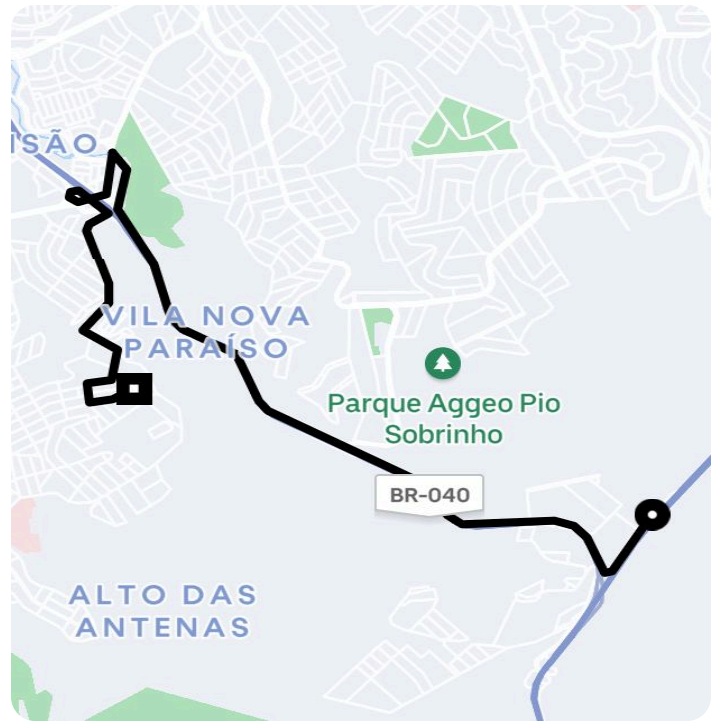 ISÃO
VILA NOVA
PARAÍSO
Parque Aggeo Pio
Sobrinho
BR-040
ALTO DAS
ANTENAS